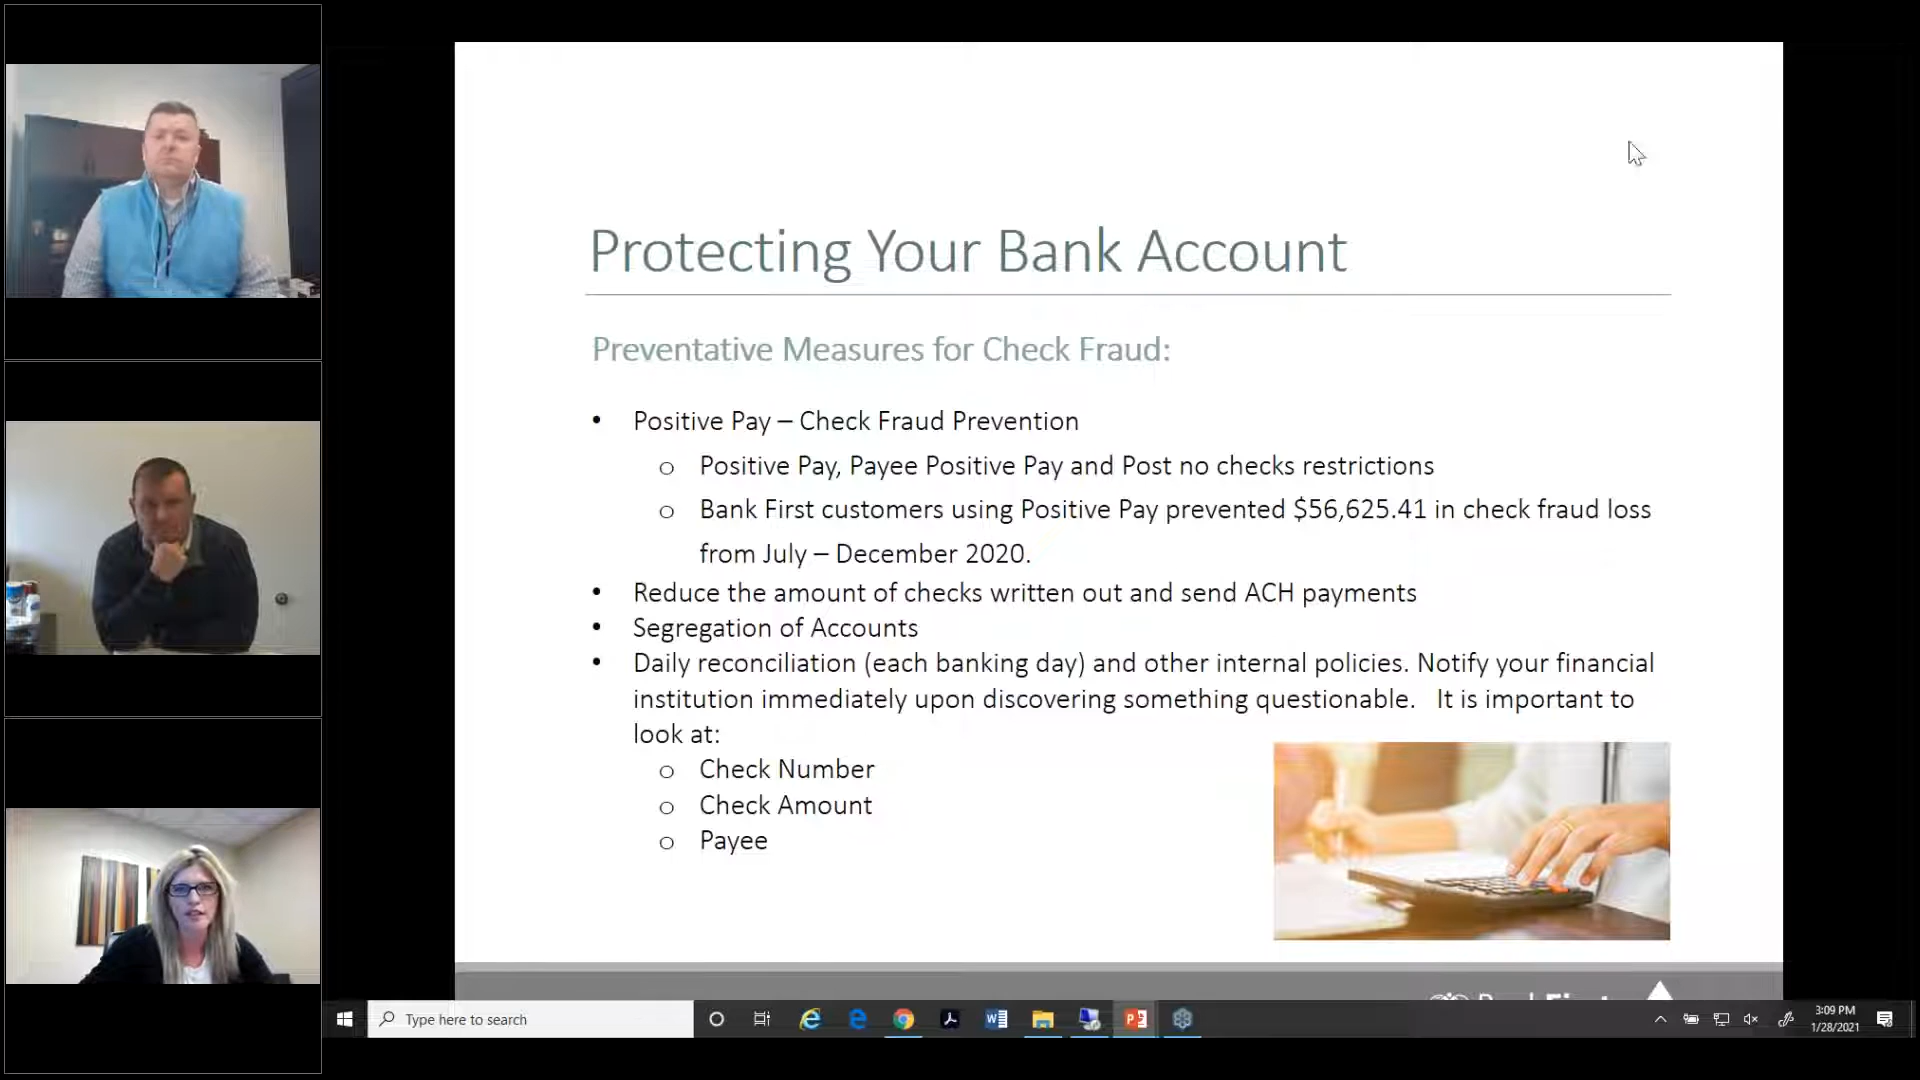 Protecting Your Bank Account
Preventative Measures for Check Fraud:
• Positive Pay – Check Fraud Prevention
o Positive Pay, Payee Positive Pay and Post no checks restrictions
o Bank First customers using Positive Pay prevented $56,625.41 in check fraud loss
from July – December 2020.
• Reduce the amount of checks written out and send ACH payments
• Segregation of Accounts
• Daily reconciliation (each banking day) and other internal policies. Notify your financial
institution immediately upon discovering something questionable. It is important to
look at:
o Check Number
o Check Amount
o Payee
Type here to search
3:09 PM
1/28/2021